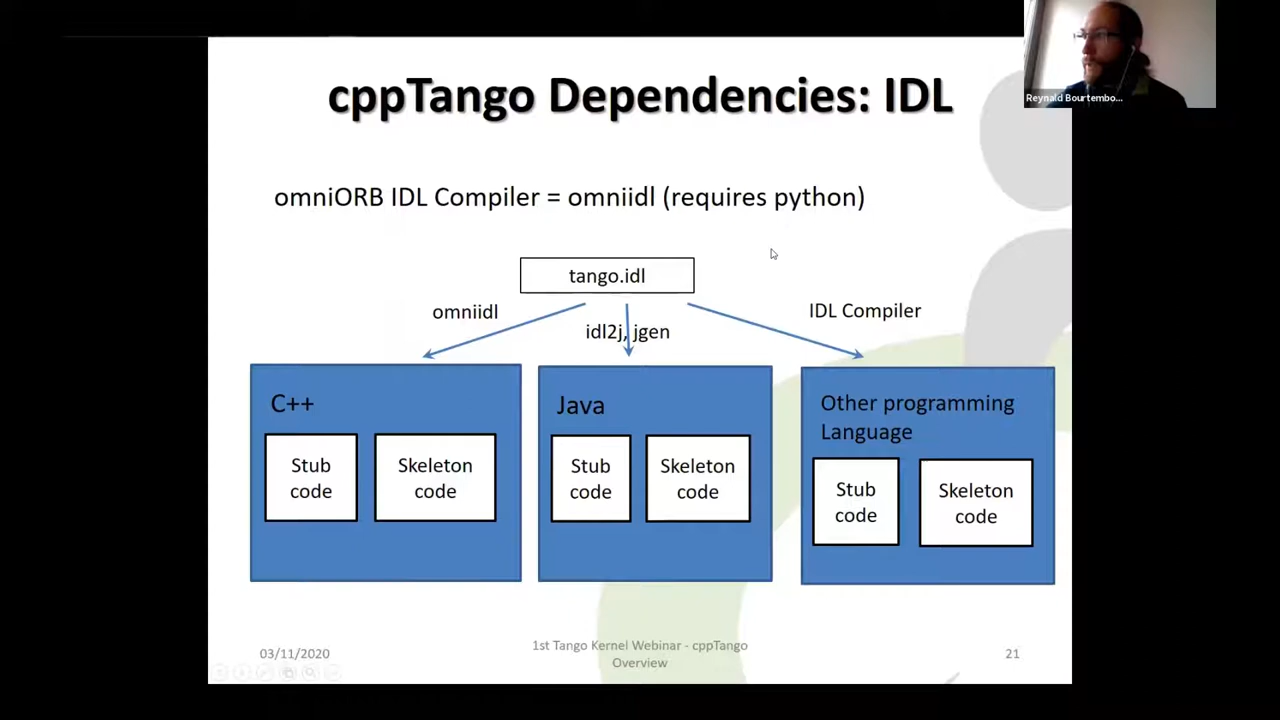 cppTango Dependencies: IDL
Reynald Bourtembo...
omniORB IDL Compiler = omniidl (requires python)
tango.idl
omniidl
idl2j, jgen
IDL Compiler
C++
Stub
code
Skeleton
code
Java
Stub
code
Skeleton
code
Other programming
Language
Stub
code
Skeleton
code
03/11/2020
1st Tango Kernel Webinar - cppTango
Overview
21